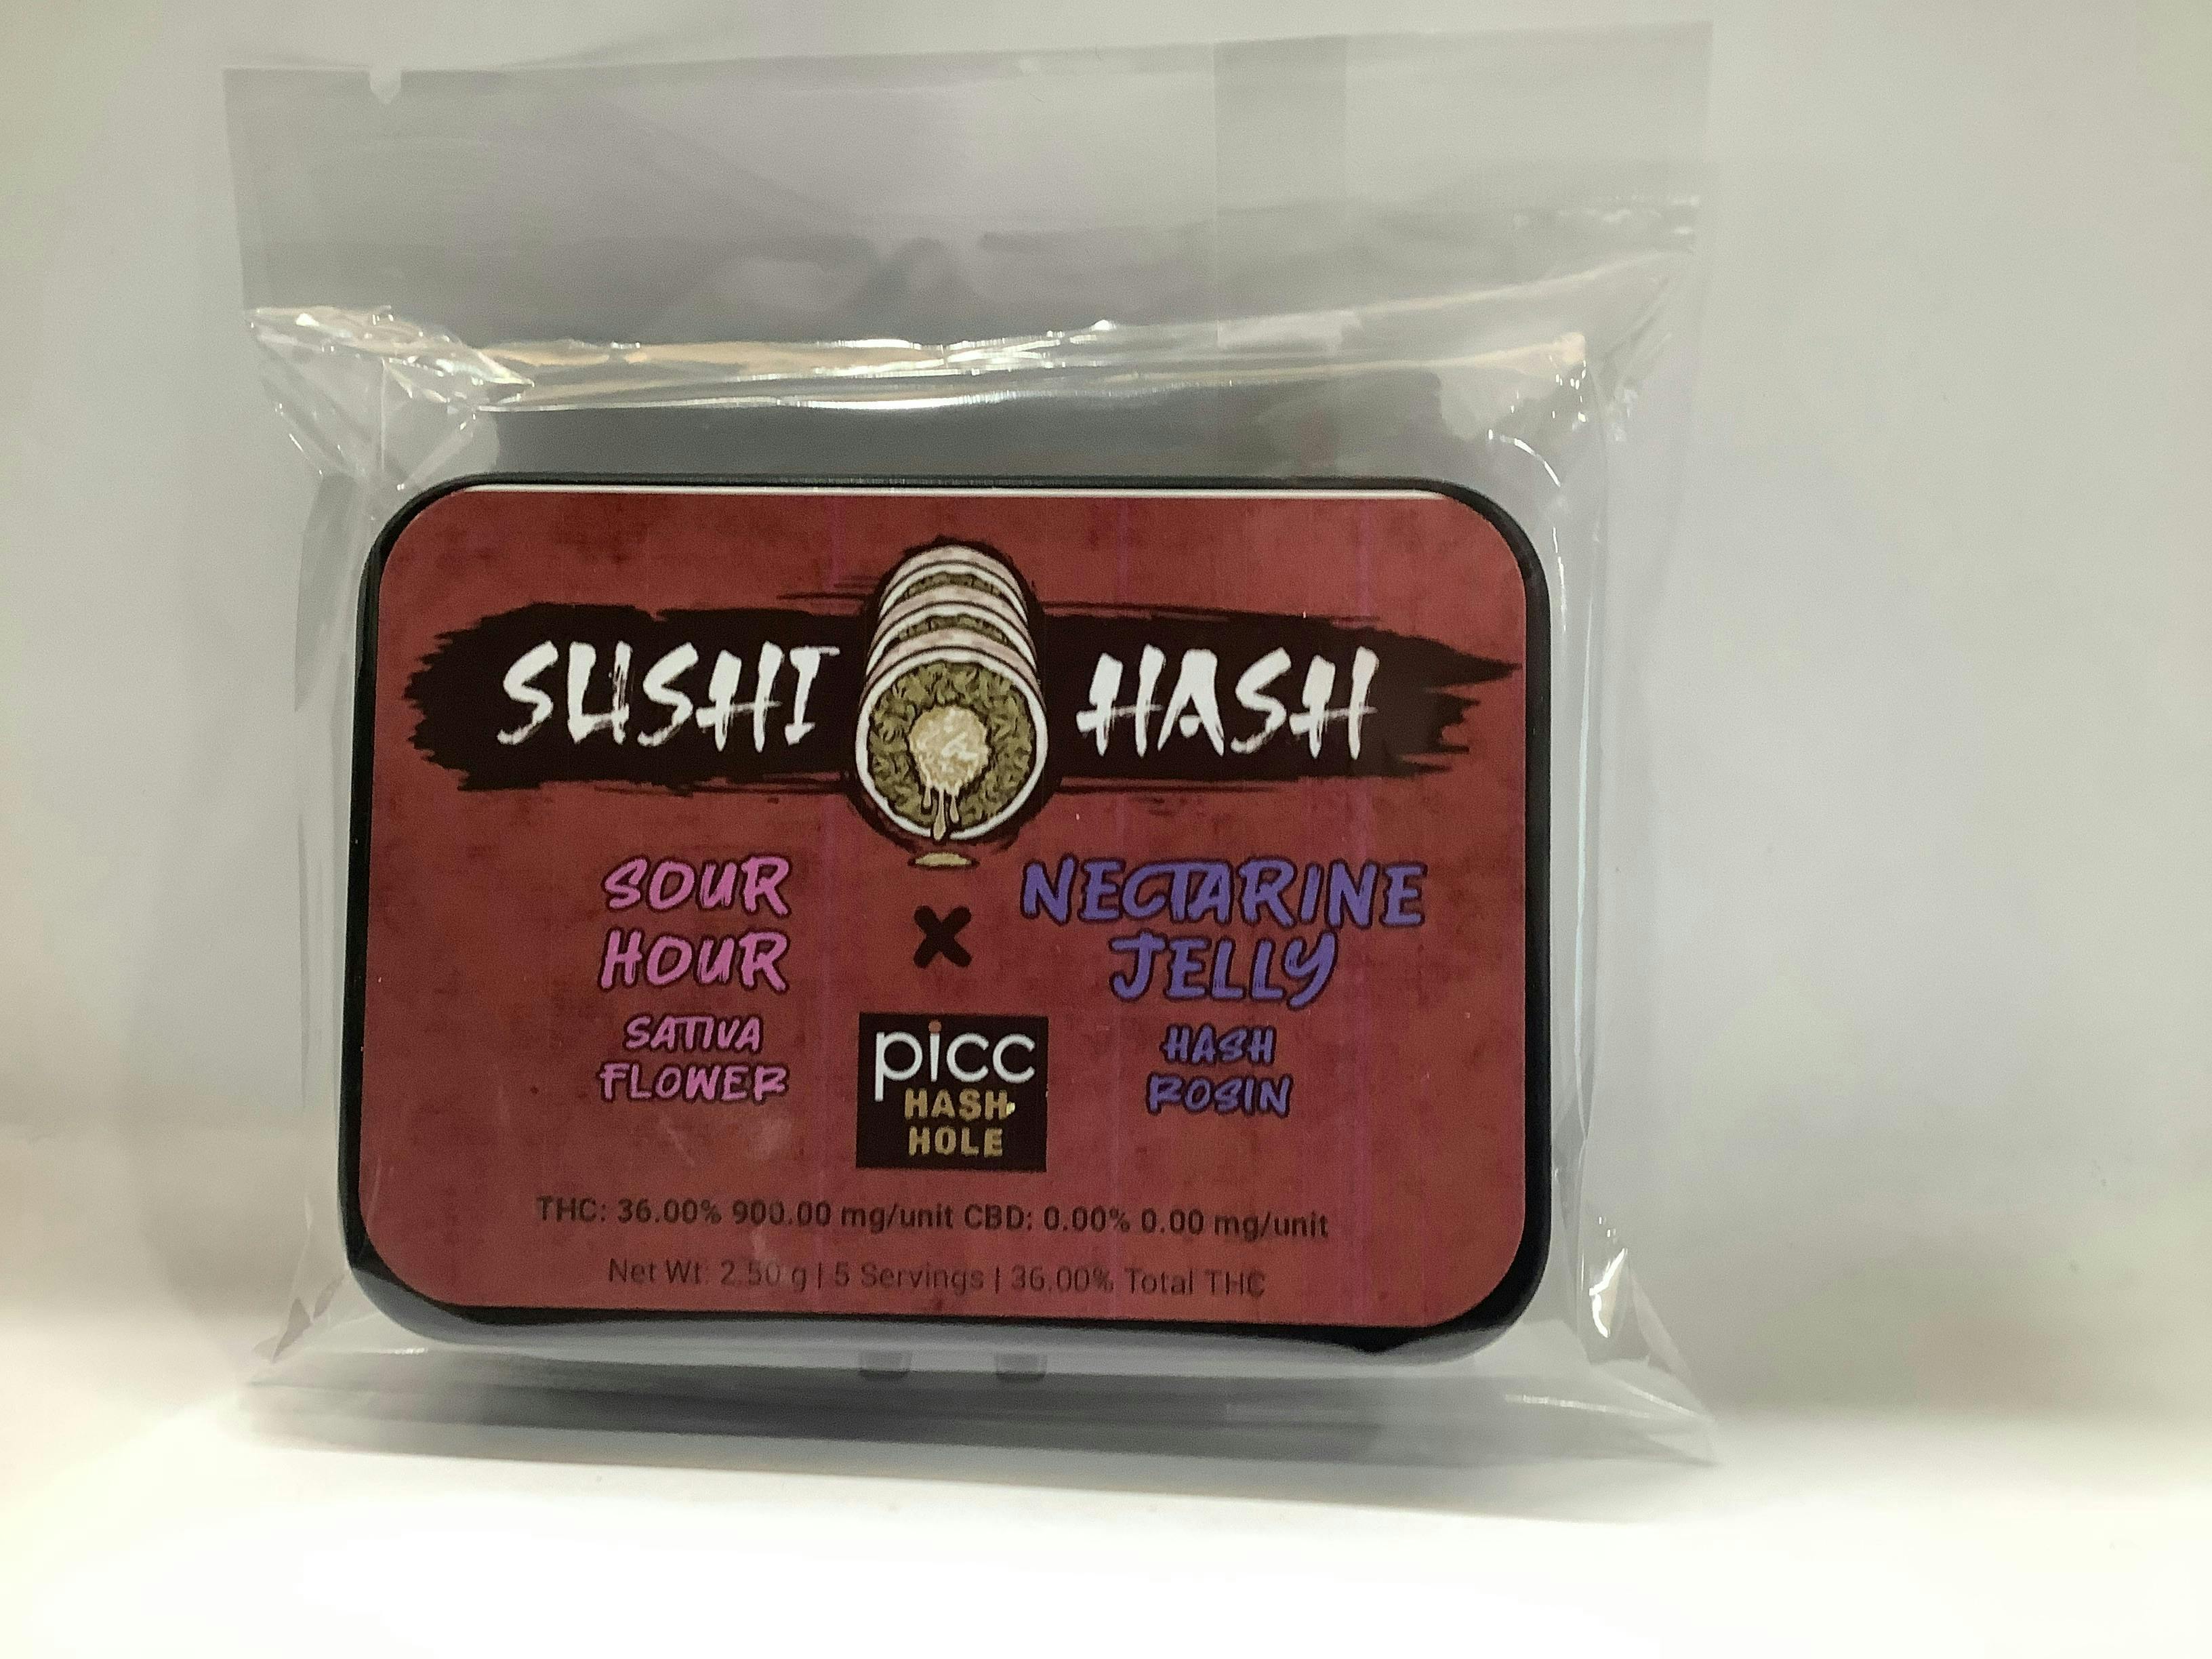 SUSHI HASH
SOUR
HOUR
SATIVA
FLOWER
x
NECTARINE
JELLY
HASH
ROSIN
picc
HASH
HOLE
THC: 36.00% 900.00 mg/unit CBD: 0.00% 0.00 mg/unit
Net Wt: 2.50 g | 5 Servings | 36.00% Total THC